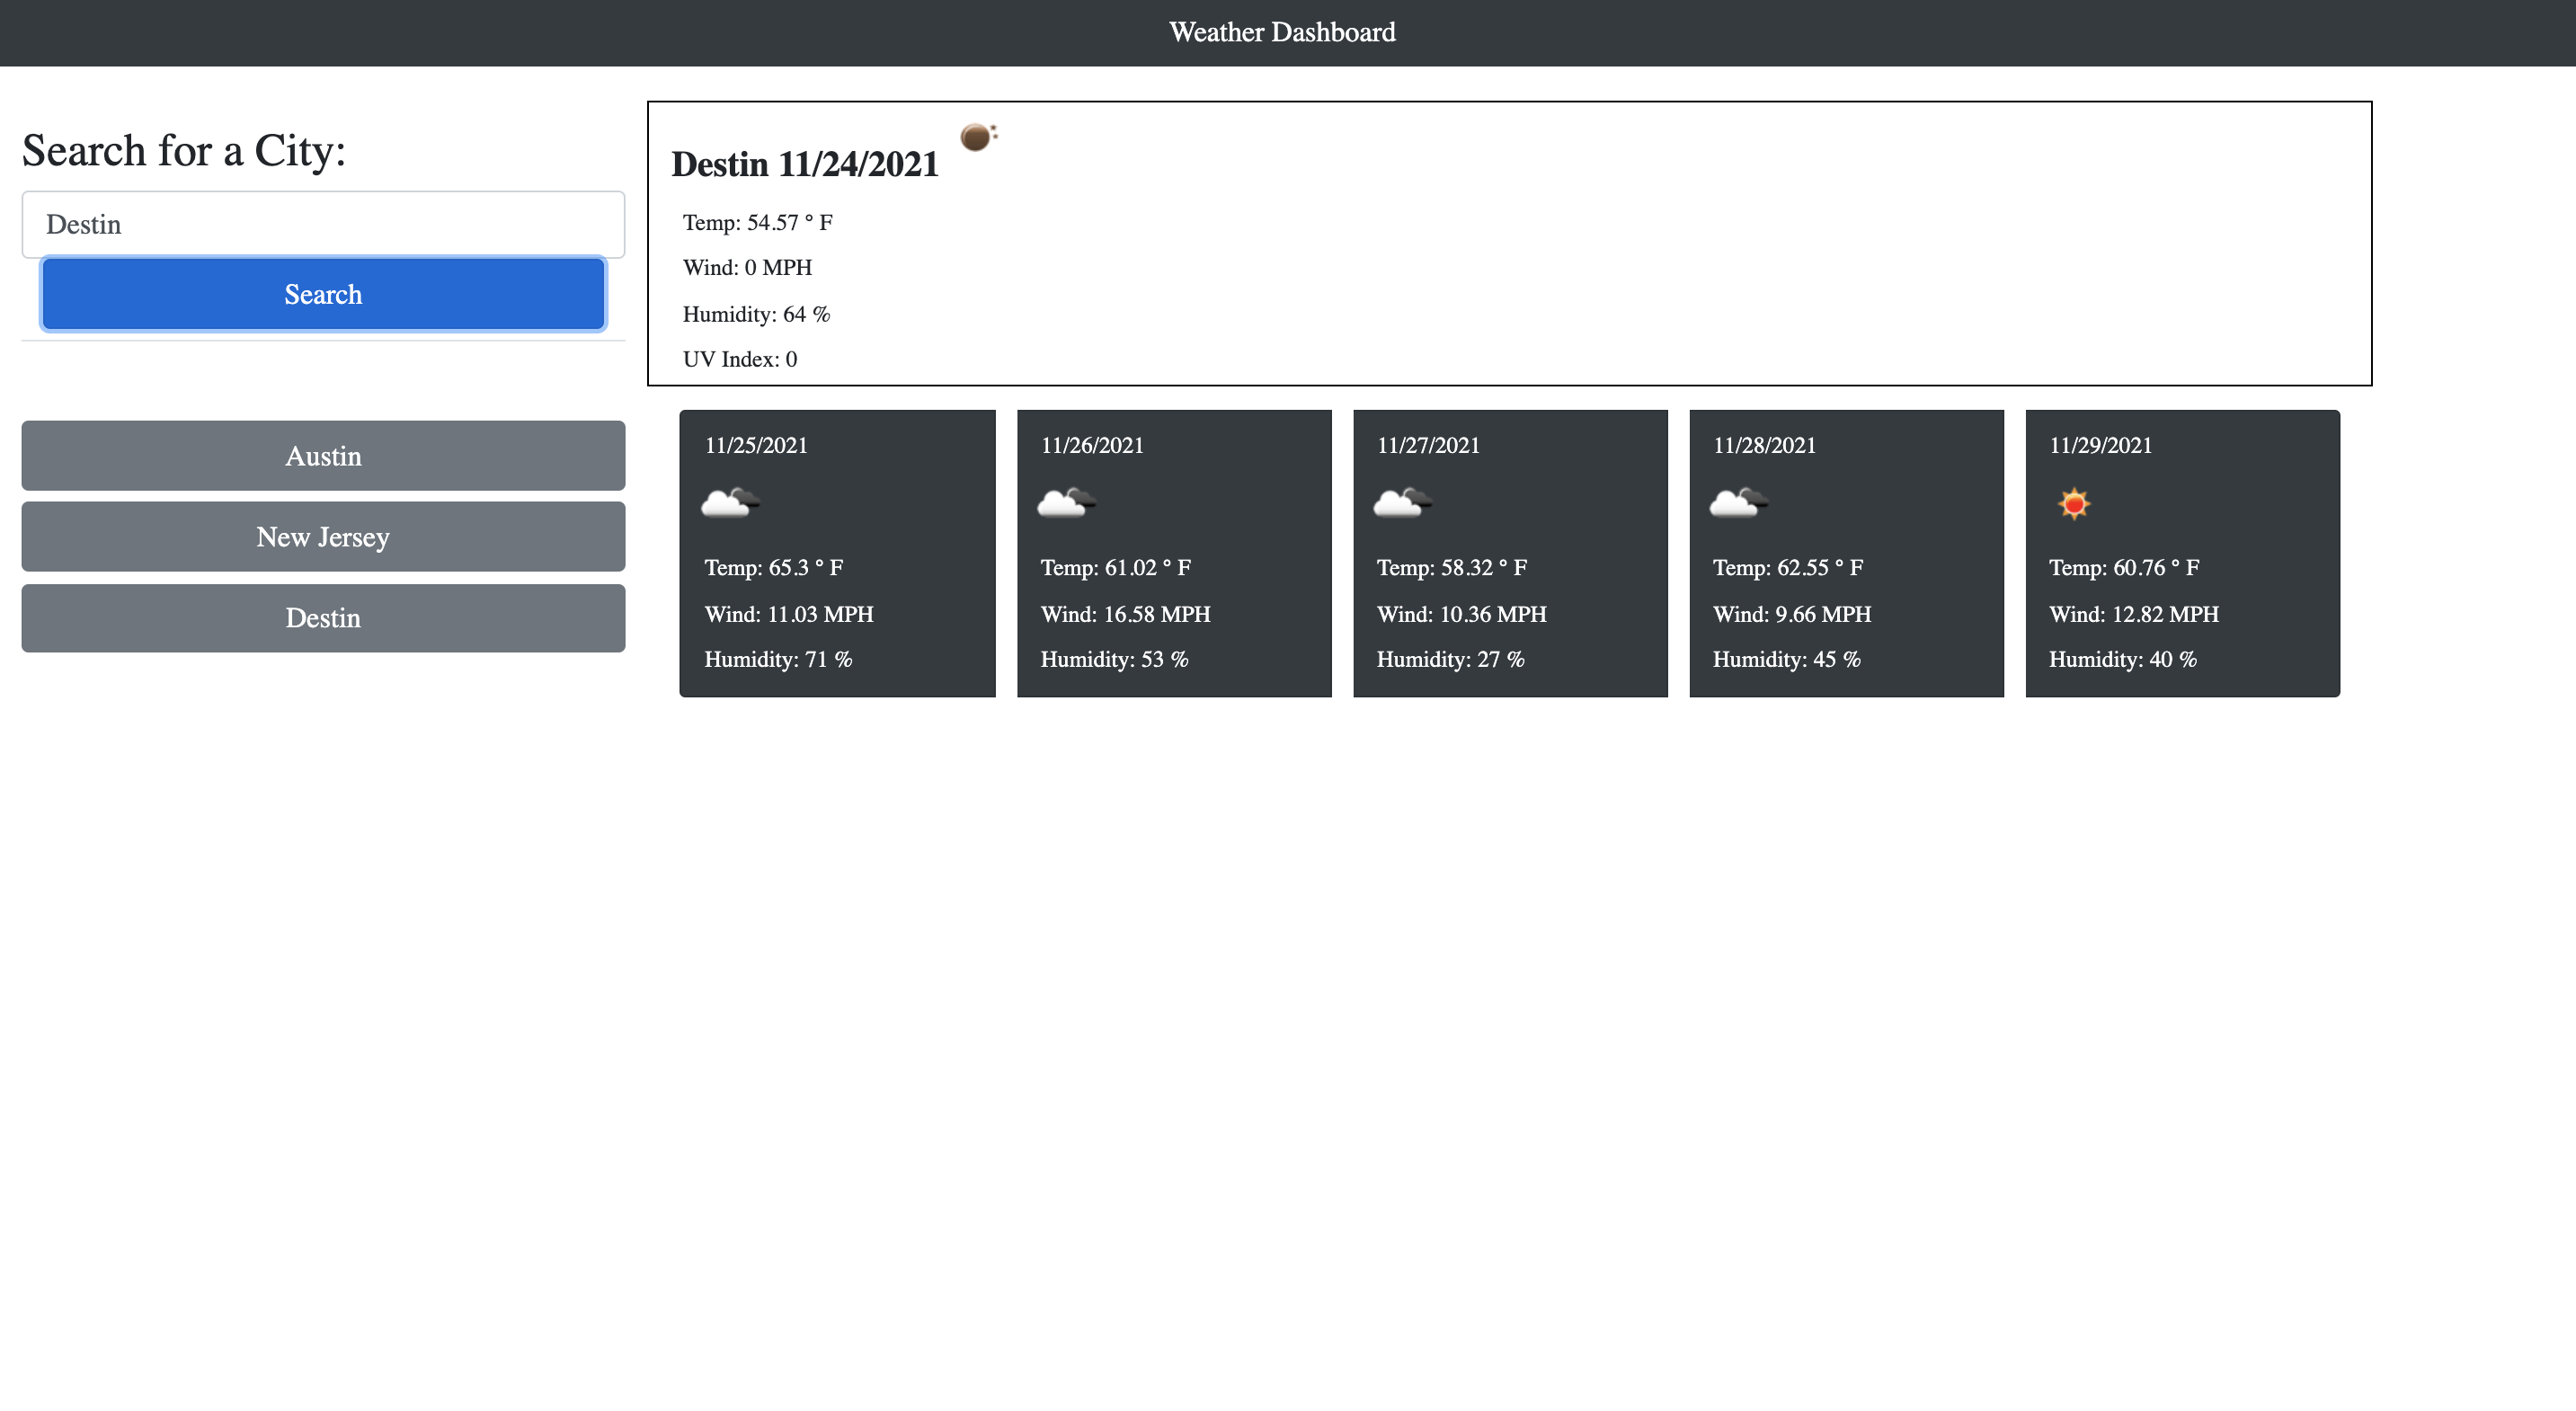 Weather Dashboard
Search for a City:
Destin
Search
Austin
New Jersey
Destin
Destin 11/24/2021
Temp: 54.57 ° F
Wind: 0 MPH
Humidity: 64 %
UV Index: 0
11/25/2021
Temp: 65.3 ° F
Wind: 11.03 MPH
Humidity: 71 %
11/26/2021
Temp: 61.02 ° F
Wind: 16.58 MPH
Humidity: 53 %
11/27/2021
Temp: 58.32 ° F
Wind: 10.36 MPH
Humidity: 27 %
11/28/2021
Temp: 62.55 ° F
Wind: 9.66 MPH
Humidity: 45 %
11/29/2021
Temp: 60.76 ° F
Wind: 12.82 MPH
Humidity: 40 %